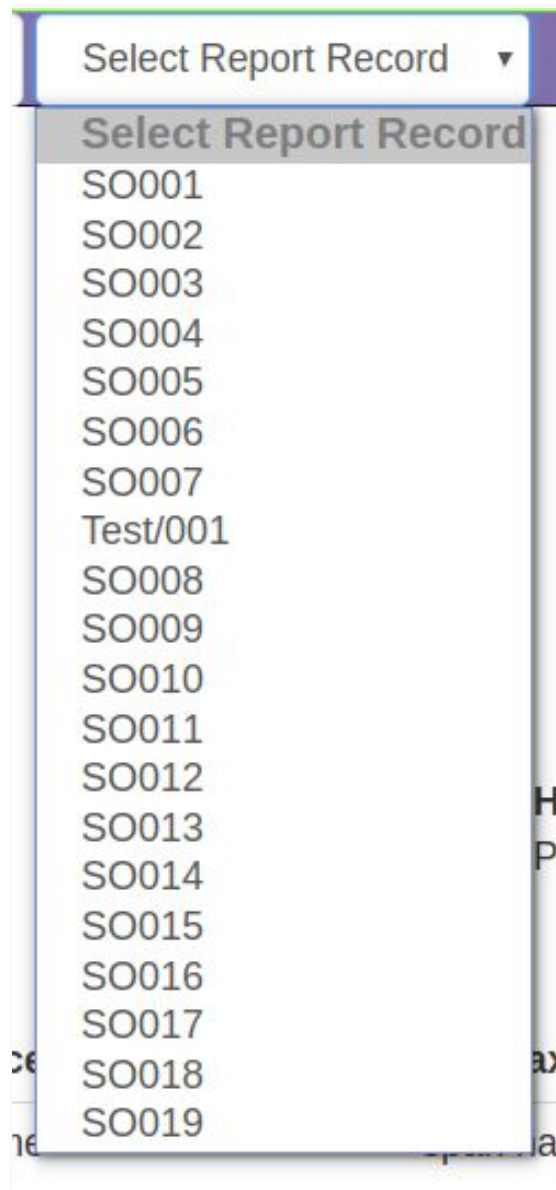 Select Report Record ▾
Select Report Record
SO001
SO002
SO003
SO004
SO005
SO006
SO007
Test/001
SO008
SO009
SO010
SO011
SO012
SO013
SO014
SO015
SO016
SO017
SO018
SO019